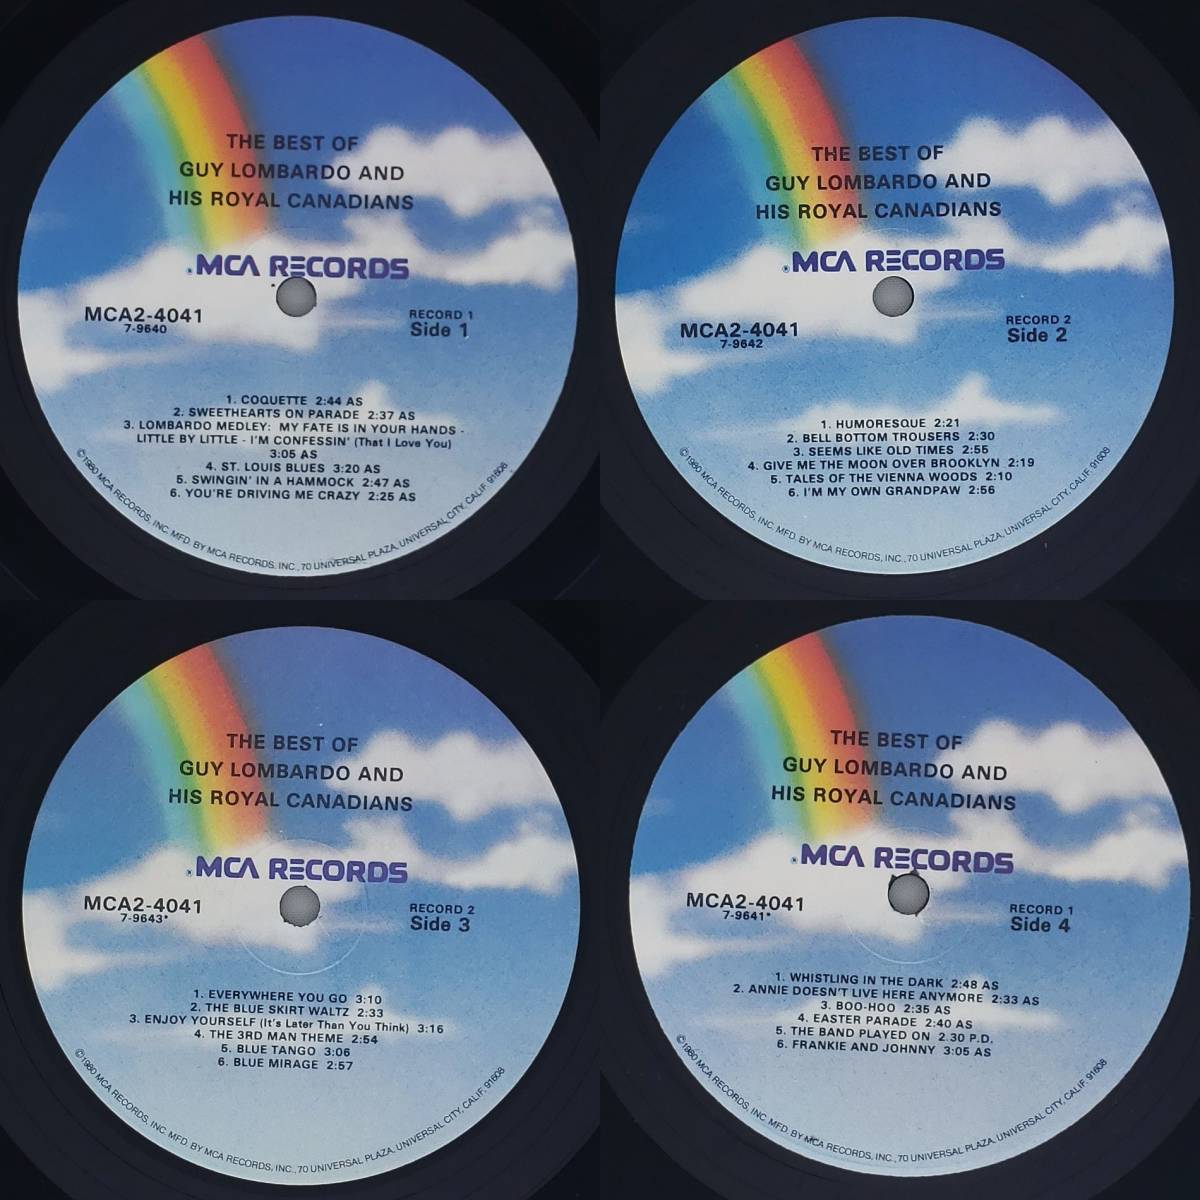 THE BEST OF
GUY LOMBARDO AND
HIS ROYAL CANADIANS
MCA RECORDS
MCA2-4041
7-9640
RECORD 1
Side 1
1. COQUETTE 2:44 AS
2. SWEETHEARTS ON PARADE 2:37 AS
3. LOMBARDO MEDLEY: MY FATE IS IN YOUR HANDS -
LITTLE BY LITTLE - I'M CONFESSIN' (That I Love You)
3:05 AS
4. ST. LOUIS BLUES 3:20 AS
5. SWINGIN' IN A HAMMOCK 2:47 AS
6. YOU'RE DRIVING ME CRAZY 2:25 AS
©1980 MCA RECORDS, INC. MFD. BY MCA RECORDS, INC., 70 UNIVERSAL PLAZA, UNIVERSAL CITY, CALIF. 91608
THE BEST OF
GUY LOMBARDO AND
HIS ROYAL CANADIANS
MCA RECORDS
MCA2-4041
7-9642
RECORD 2
Side 2
1. HUMORESQUE 2:21
2. BELL BOTTOM TROUSERS 2:30
3. SEEMS LIKE OLD TIMES 2:55
4. GIVE ME THE MOON OVER BROOKLYN 2:19
5. TALES OF THE VIENNA WOODS 2:10
6. I'M MY OWN GRANDPAW 2:56
©1980 MCA RECORDS, INC. MFD. BY MCA RECORDS, INC., 70 UNIVERSAL PLAZA, UNIVERSAL CITY, CALIF. 91608
THE BEST OF
GUY LOMBARDO AND
HIS ROYAL CANADIANS
MCA RECORDS
MCA2-4041
7-9643*
RECORD 2
Side 3
1. EVERYWHERE YOU GO 3:10
2. THE BLUE SKIRT WALTZ 2:33
3. ENJOY YOURSELF (It's Later Than You Think) 3:16
4. THE 3RD MAN THEME 2:54
5. BLUE TANGO 3:06
6. BLUE MIRAGE 2:57
©1980 MCA RECORDS, INC. MFD. BY MCA RECORDS, INC., 70 UNIVERSAL PLAZA, UNIVERSAL CITY, CALIF. 91608
THE BEST OF
GUY LOMBARDO AND
HIS ROYAL CANADIANS
MCA RECORDS
MCA2-4041
7-9641*
RECORD 1
Side 4
1. WHISTLING IN THE DARK 2:48 AS
2. ANNIE DOESN'T LIVE HERE ANYMORE 2:33 AS
3. BOO-HOO 2:35 AS
4. EASTER PARADE 2:40 AS
5. THE BAND PLAYED ON 2.30 P.D.
6. FRANKIE AND JOHNNY 3:05 AS
©1980 MCA RECORDS, INC. MFD. BY MCA RECORDS, INC., 70 UNIVERSAL PLAZA, UNIVERSAL CITY, CALIF. 91608